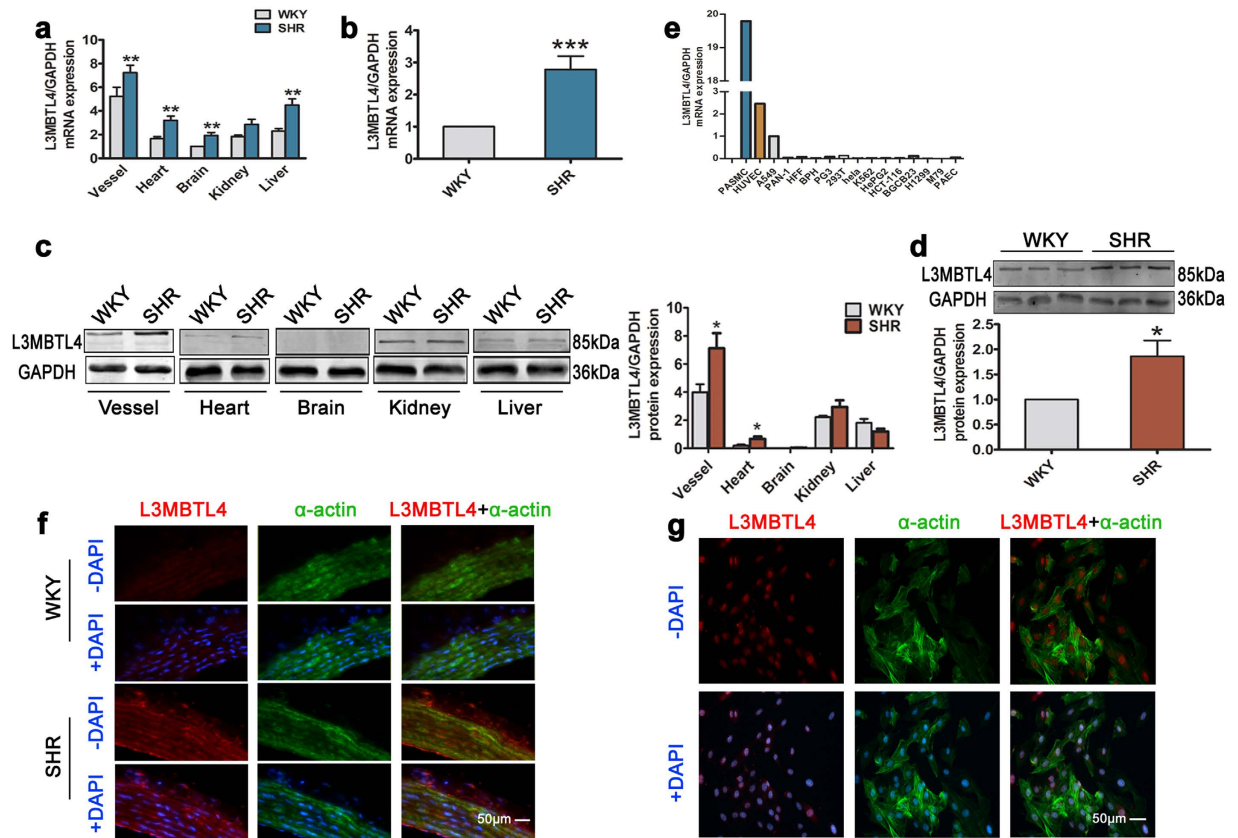 a
L3MBTL4/GAPDH
mRNA expression
10
8
6
4
2
0
WKY
SHR
**
**
**
**
Vessel
Heart
Brain
Kidney
Liver
b
L3MBTL4/GAPDH
mRNA expression
4
3
2
1
0
***
WKY
SHR
e
L3MBTL4/GAPDH
mRNA expression
20
19
18
3
2
1
0
PASMC
HUVEC
A549
PAN-1
HFF
BPH
PG3
293T
hela
K562
HePG2
HCT-116
BGCB23
H1299
M79
PAEC
c
WKY SHR WKY SHR WKY SHR WKY SHR WKY SHR
L3MBTL4 85kDa
GAPDH 36kDa
Vessel Heart Brain Kidney Liver
L3MBTL4/GAPDH
protein expression
10
8
6
4
2
0
WKY
SHR
*
*
Vessel
Heart
Brain
Kidney
Liver
d
WKY SHR
L3MBTL4 85kDa
GAPDH 36kDa
L3MBTL4/GAPDH
protein expression
2.5
2.0
1.5
1.0
0.5
0
*
WKY
SHR
f
L3MBTL4 α-actin L3MBTL4+α-actin
WKY
-DAPI
+DAPI
SHR
-DAPI
+DAPI
50μm
g
L3MBTL4 α-actin L3MBTL4+α-actin
-DAPI
+DAPI
50μm